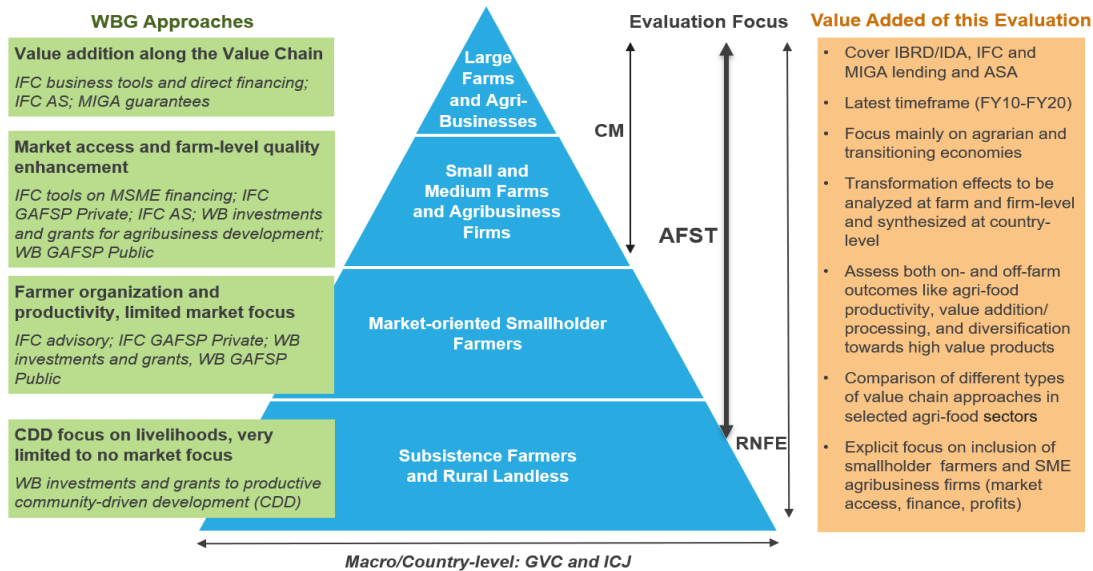 WBG Approaches
Value addition along the Value Chain
IFC business tools and direct financing;
IFC AS; MIGA guarantees
Market access and farm-level quality
enhancement
IFC tools on MSME financing; IFC
GAFSP Private; IFC AS; WB investments
and grants for agribusiness development;
WB GAFSP Public
Farmer organization and
productivity, limited market focus
IFC advisory; IFC GAFSP Private; WB
investments and grants, WB GAFSP
Public
CDD focus on livelihoods, very
limited to no market focus
WB investments and grants to productive
community-driven development (CDD)
Large
Farms
and Agri-
Businesses
Small and
Medium Farms
and Agribusiness
Firms
Market-oriented Smallholder
Farmers
Subsistence Farmers
and Rural Landless
Macro/Country-level: GVC and ICJ
Evaluation Focus
CM
AFST
RNFE
Value Added of this Evaluation
• Cover IBRD/IDA, IFC and
MIGA lending and ASA
• Latest timeframe (FY10-FY20)
• Focus mainly on agrarian and
transitioning economies
• Transformation effects to be
analyzed at farm and firm-level
and synthesized at country-
level
• Assess both on- and off-farm
outcomes like agri-food
productivity, value addition/
processing, and diversification
towards high value products
• Comparison of different types
of value chain approaches in
selected agri-food sectors
• Explicit focus on inclusion of
smallholder farmers and SME
agribusiness firms (market
access, finance, profits)